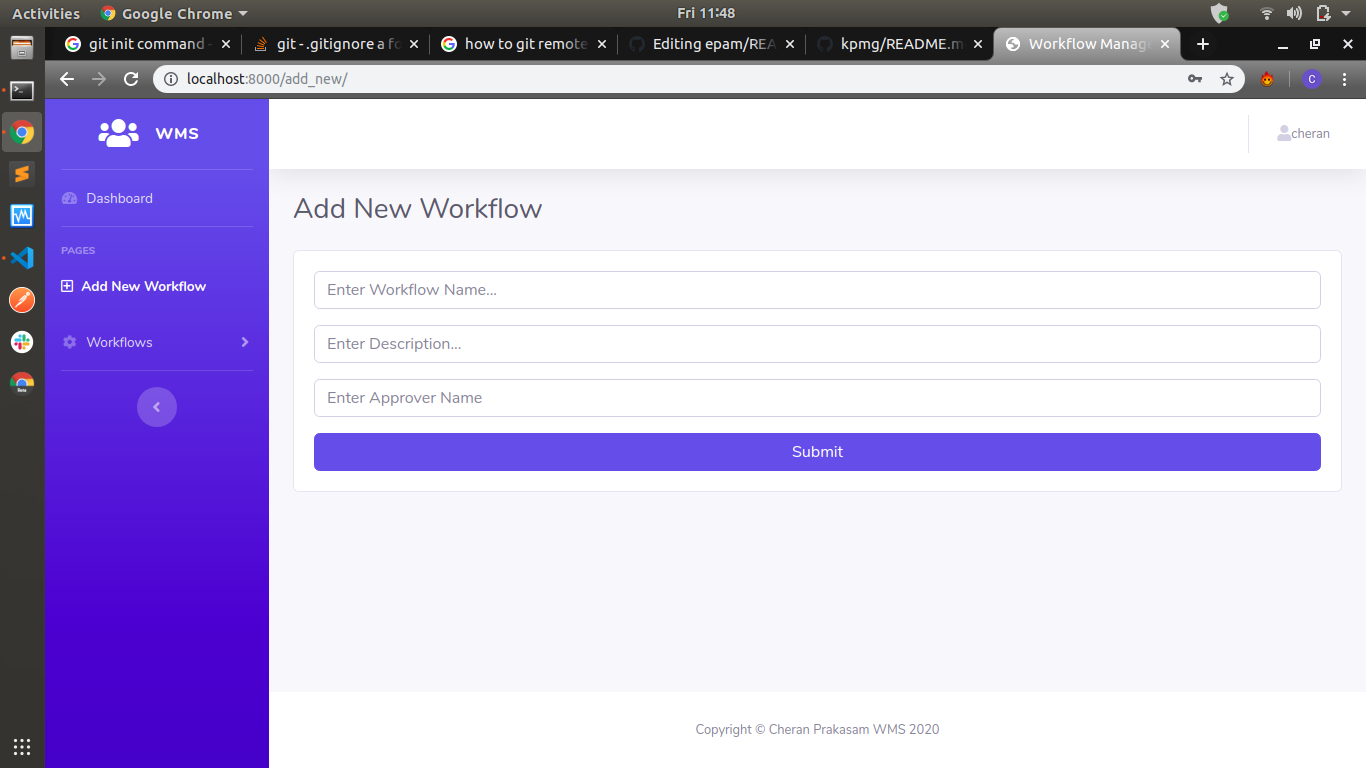 Activities Google Chrome Fri 11:48
git init command - git - .gitignore a fo how to git remote Editing epam/REA kpmg/README.m Workflow Manag
localhost:8000/add_new/ C
WMS
cheran
Dashboard
PAGES
Add New Workflow
Workflows
Add New Workflow
Enter Workflow Name...
Enter Description...
Enter Approver Name
Submit
Copyright © Cheran Prakasam WMS 2020